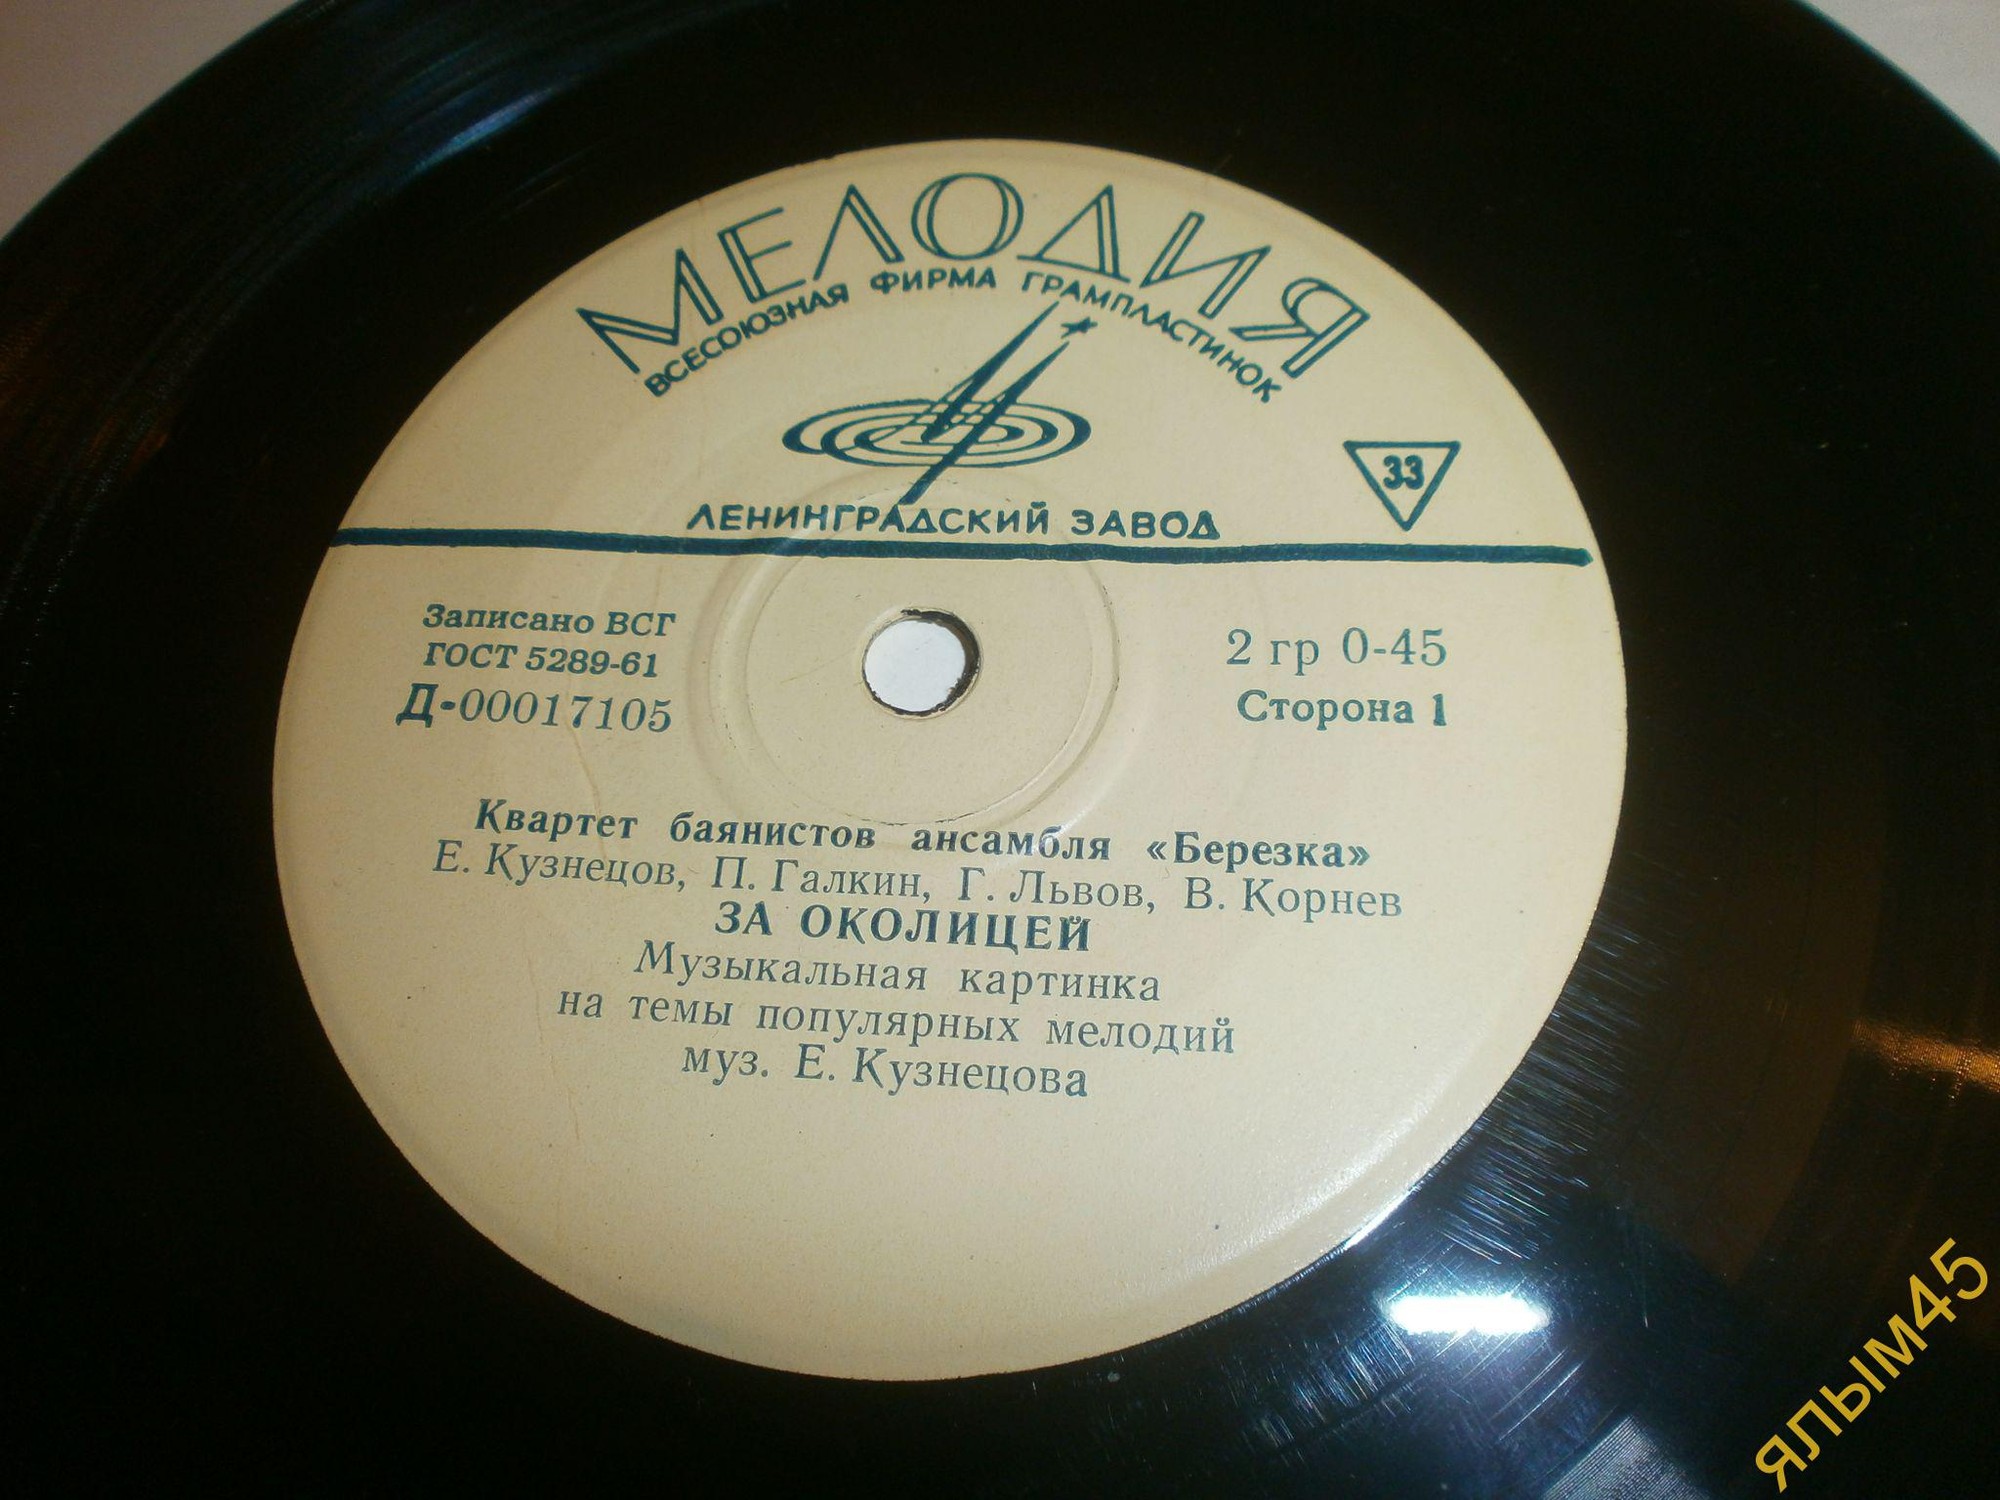 МЕЛОДИЯ
ВСЕСОЮЗНАЯ ФИРМА ГРАМПЛАСТИНОК
33
ЛЕНИНГРАДСКИЙ ЗАВОД
Записано ВСГ
ГОСТ 5289-61
Д-00017105
2 гр 0-45
Сторона 1
Квартет баянистов ансамбля «Березка»
Е. Кузнецов, П. Галкин, Г. Львов, В. Корнев
ЗА ОКОЛИЦЕЙ
Музыкальная картинка
на темы популярных мелодий
муз. Е. Кузнецова
ялым45